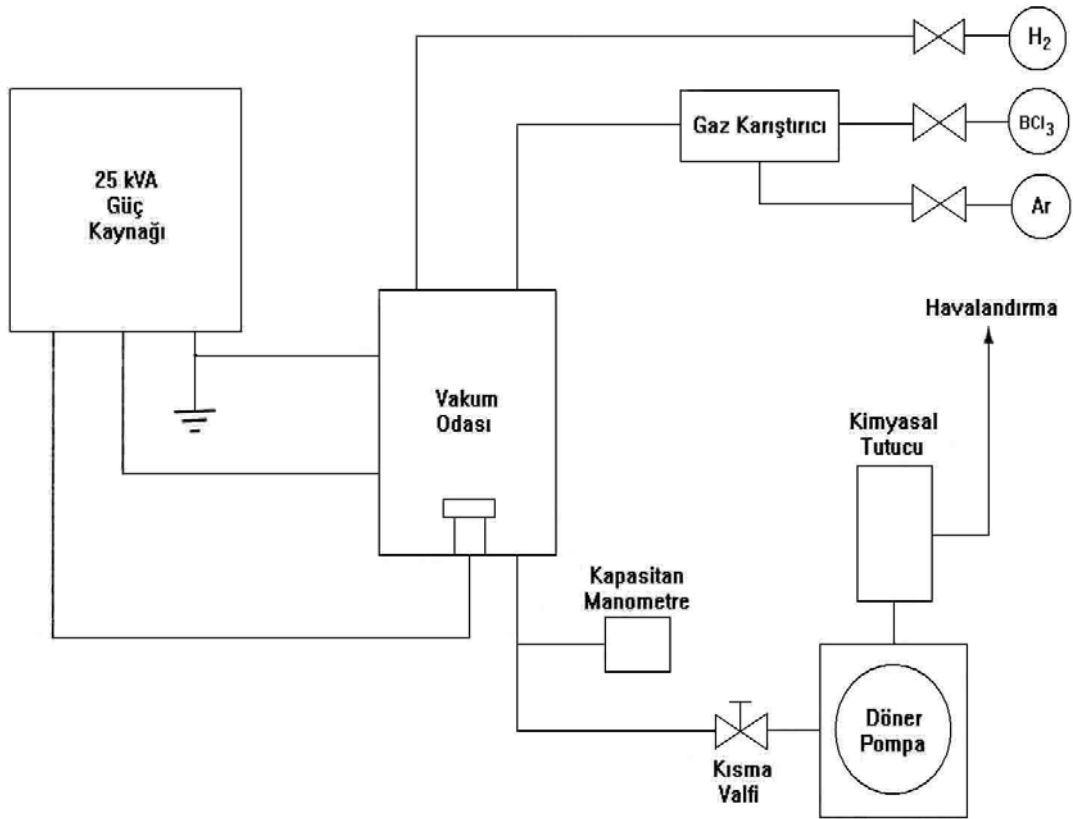 H₂
Gaz Karıştırıcı
BCl₃
Ar
25 kVA
Güç
Kaynağı
Havalandırma
Vakum
Odası
Kimyasal
Tutucu
Kapasitan
Manometre
Döner
Pompa
Kısma
Valfi